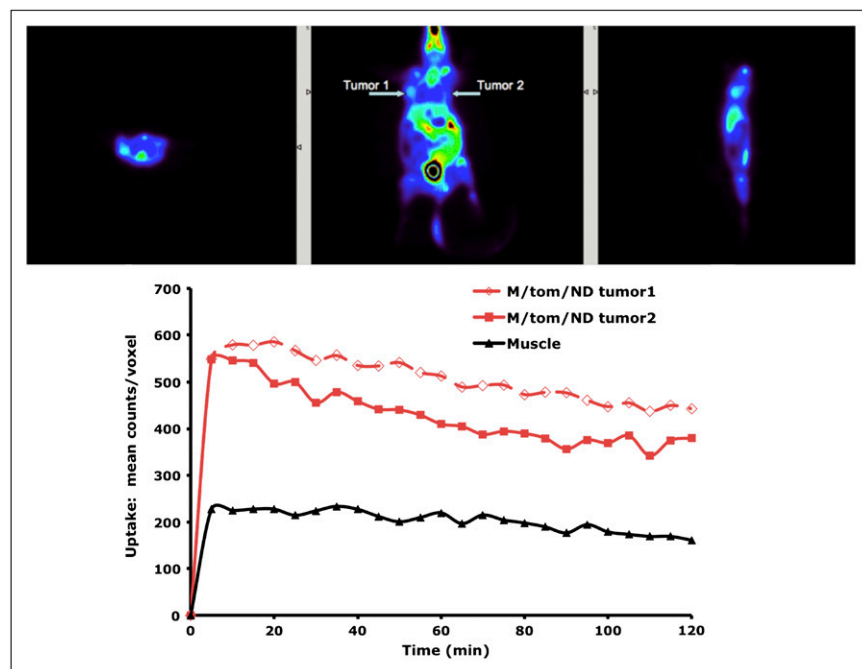 Tumor 1
Tumor 2
700
600
500
400
300
200
100
0
Uptake: mean counts/voxel
M/tom/ND tumor1
M/tom/ND tumor2
Muscle
0 20 40 60 80 100 120
Time (min)